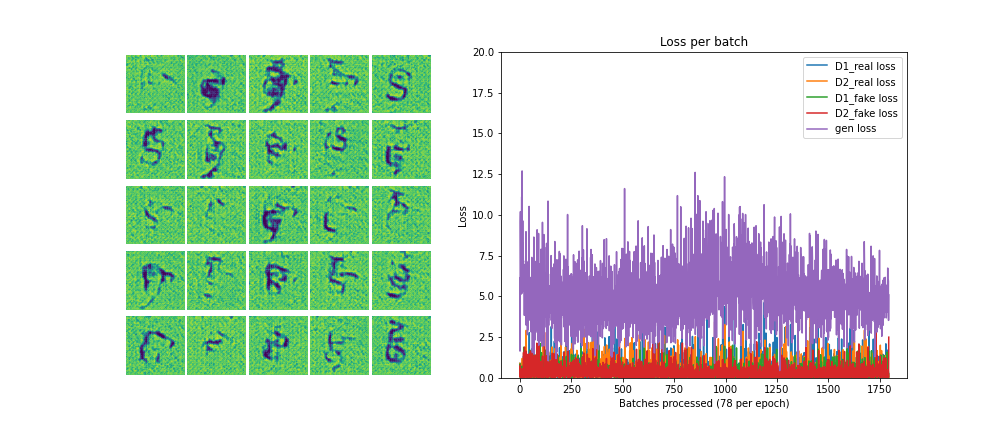 Loss per batch
20.0
17.5
15.0
12.5
10.0
7.5
5.0
2.5
0.0
Loss
D1_real loss
D2_real loss
D1_fake loss
D2_fake loss
gen loss
0 250 500 750 1000 1250 1500 1750
Batches processed (78 per epoch)